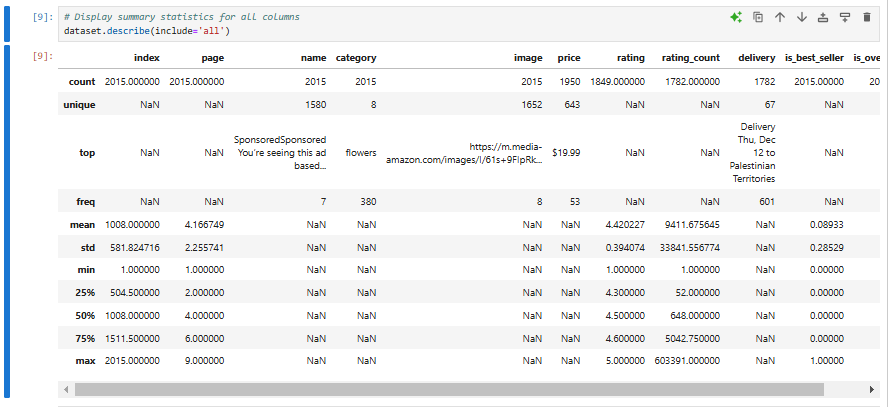 [9]: # Display summary statistics for all columns
dataset.describe(include='all')
[9]:
index page name category image price rating rating_count delivery is_best_seller is_ove
count 2015.000000 2015.000000 2015 2015 2015 1950 1849.000000 1782.000000 1782 2015.00000 20
unique NaN NaN 1580 8 1652 643 NaN NaN 67 NaN
top NaN NaN SponsoredSponsored You're seeing this ad based... flowers https://m.media-amazon.com/images/I/61s+9FlpRk... $19.99 NaN NaN Delivery Thu, Dec 12 to Palestinian Territories NaN
freq NaN NaN 7 380 8 53 NaN NaN 601 NaN
mean 1008.000000 4.166749 NaN NaN NaN NaN 4.420227 9411.675645 NaN 0.08933
std 581.824716 2.255741 NaN NaN NaN NaN 0.394074 33841.556774 NaN 0.28529
min 1.000000 1.000000 NaN NaN NaN NaN 1.000000 1.000000 NaN 0.00000
25% 504.500000 2.000000 NaN NaN NaN NaN 4.300000 52.000000 NaN 0.00000
50% 1008.000000 4.000000 NaN NaN NaN NaN 4.500000 648.000000 NaN 0.00000
75% 1511.500000 6.000000 NaN NaN NaN NaN 4.600000 5042.750000 NaN 0.00000
max 2015.000000 9.000000 NaN NaN NaN NaN 5.000000 603391.000000 NaN 1.00000